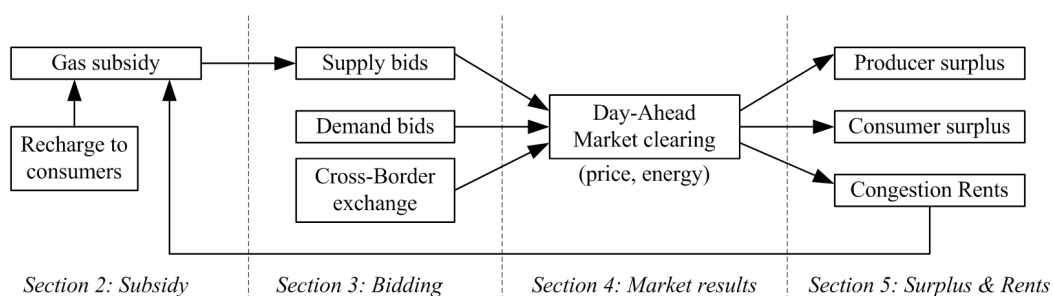 Gas subsidy
Recharge to
consumers
Supply bids
Demand bids
Cross-Border
exchange
Day-Ahead
Market clearing
(price, energy)
Producer surplus
Consumer surplus
Congestion Rents
Section 2: Subsidy
Section 3: Bidding
Section 4: Market results
Section 5: Surplus & Rents